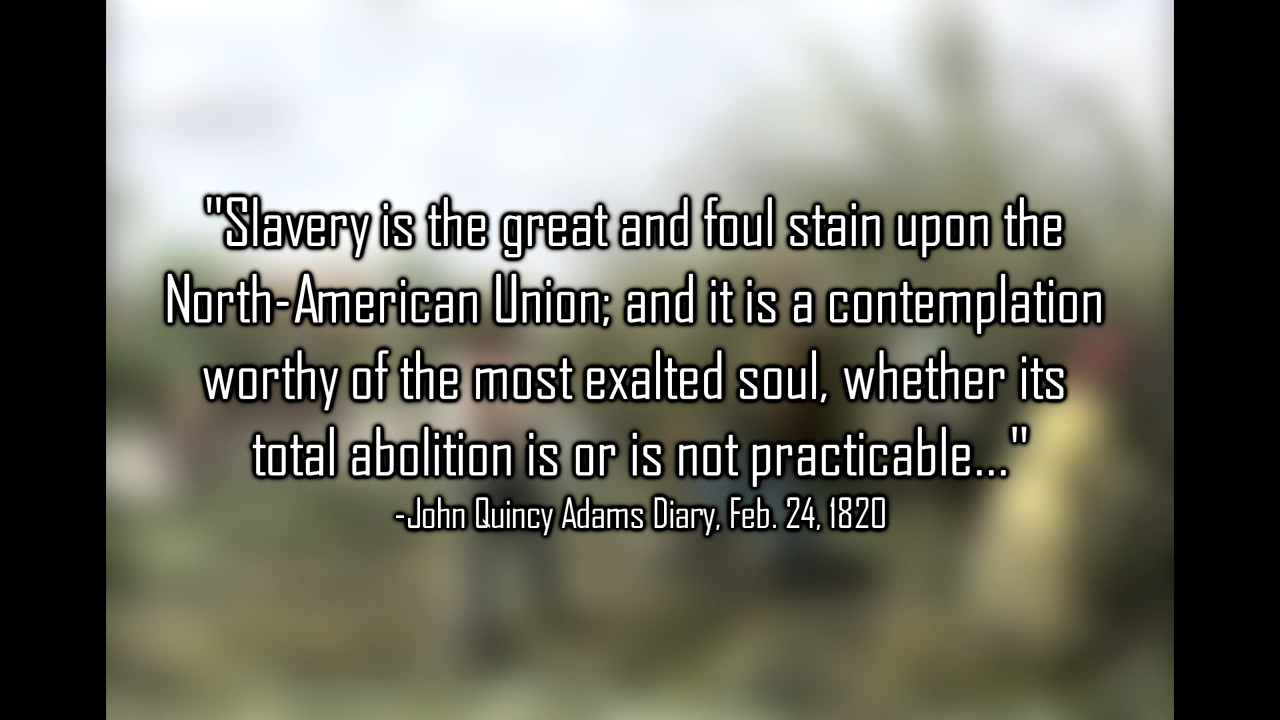 "Slavery is the great and foul stain upon the
North-American Union; and it is a contemplation
worthy of the most exalted soul, whether its
total abolition is or is not practicable..."
-John Quincy Adams Diary, Feb. 24, 1820